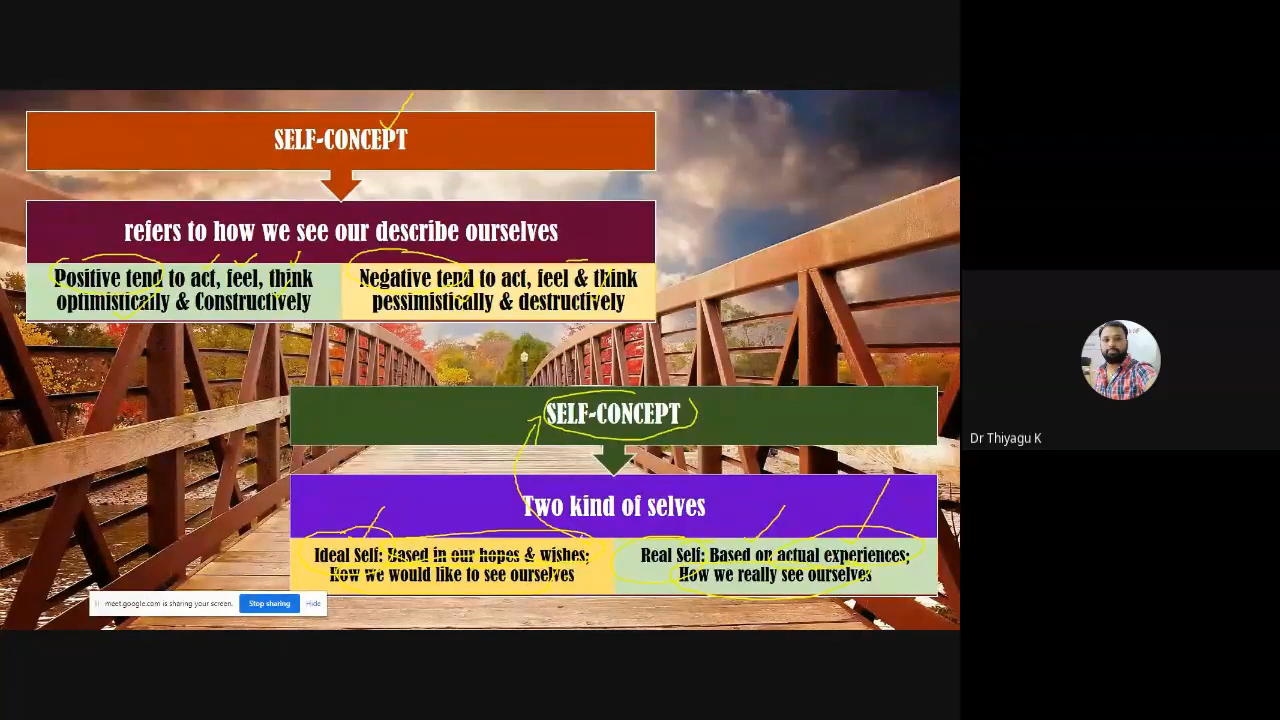 SELF-CONCEPT
refers to how we see our describe ourselves
Positive tend to act, feel, think
optimistically & Constructively
Negative tend to act, feel & think
pessimistically & destructively
SELF-CONCEPT
Two kind of selves
Ideal Self: Based in our hopes & wishes;
How we would like to see ourselves
Real Self: Based on actual experiences;
How we really see ourselves
meet.google.com is sharing your screen.
Stop sharing
Hide
Dr Thiyagu K